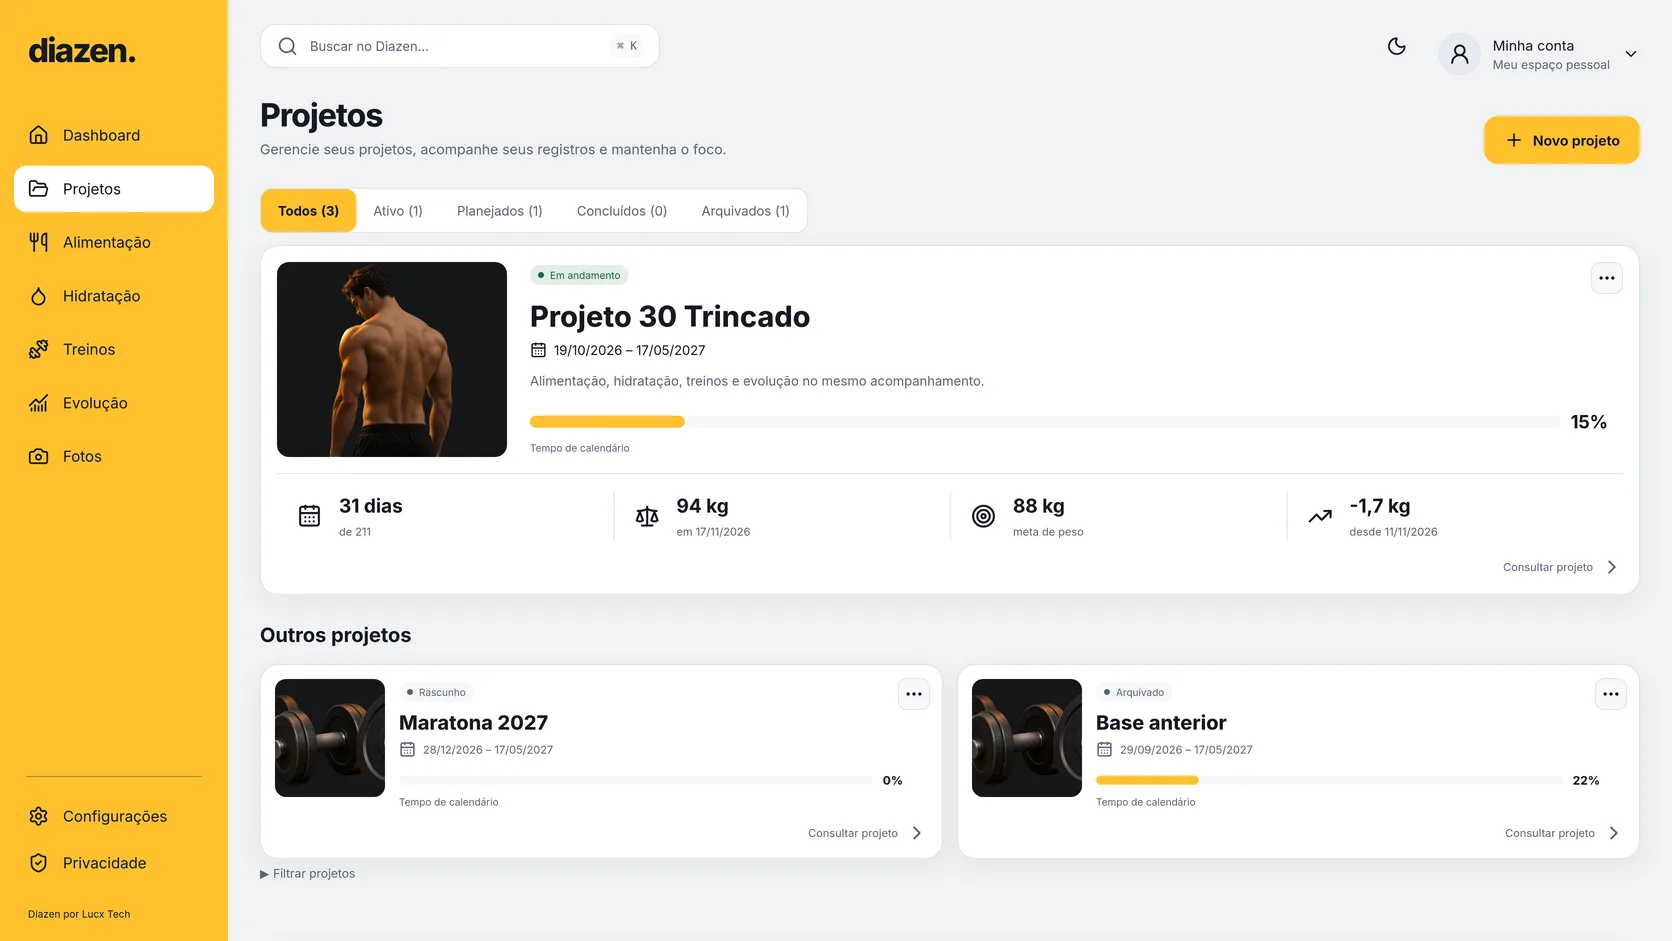 diazen.
Buscar no Diazen...
⌘ K
Minha conta
Meu espaço pessoal
Dashboard
Projetos
Alimentação
Hidratação
Treinos
Evolução
Fotos
Configurações
Privacidade
Diazen por Lucx Tech
Projetos
Gerencie seus projetos, acompanhe seus registros e mantenha o foco.
+ Novo projeto
Todos (3)
Ativo (1)
Planejados (1)
Concluídos (0)
Arquivados (1)
Em andamento
Projeto 30 Trincado
19/10/2026 – 17/05/2027
Alimentação, hidratação, treinos e evolução no mesmo acompanhamento.
15%
Tempo de calendário
31 dias
de 211
94 kg
em 17/11/2026
88 kg
meta de peso
-1,7 kg
desde 11/11/2026
Consultar projeto
Outros projetos
Rascunho
Maratona 2027
28/12/2026 – 17/05/2027
0%
Tempo de calendário
Consultar projeto
Arquivado
Base anterior
29/09/2026 – 17/05/2027
22%
Tempo de calendário
Consultar projeto
▶ Filtrar projetos